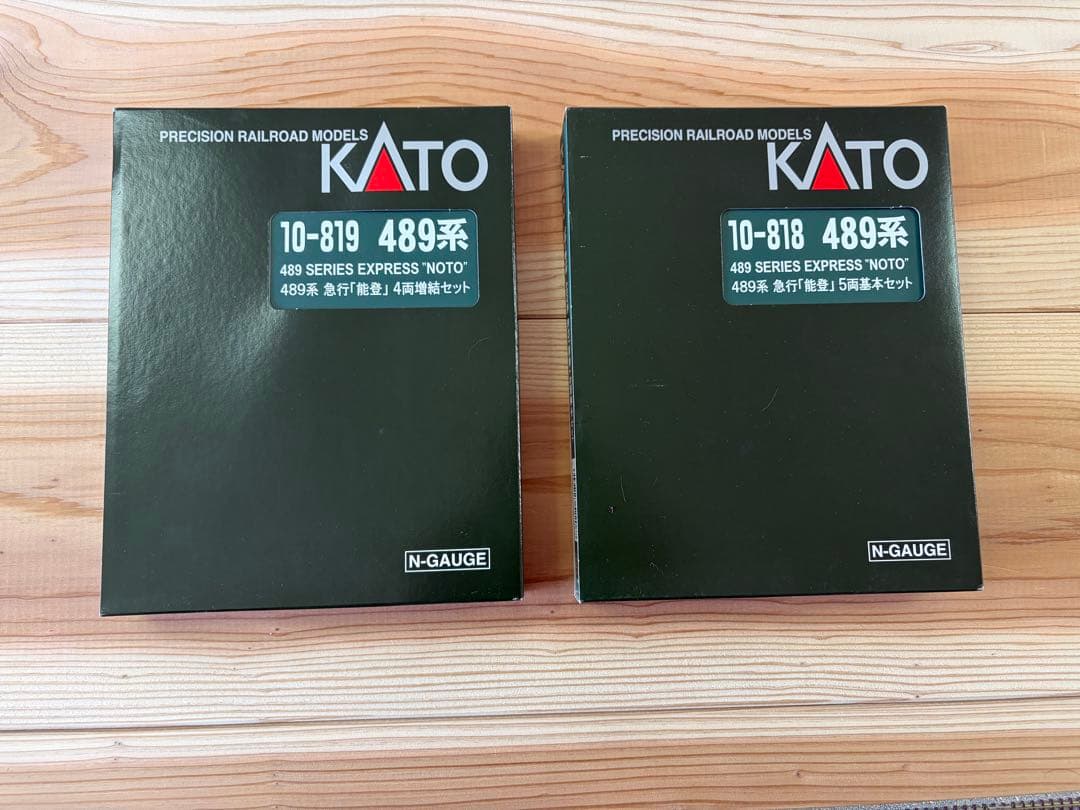 PRECISION RAILROAD MODELS
KATO
10-819 489系
489 SERIES EXPRESS "NOTO"
489系 急行「能登」4両増結セット
N-GAUGE
PRECISION RAILROAD MODELS
KATO
10-818 489系
489 SERIES EXPRESS "NOTO"
489系 急行「能登」5両基本セット
N-GAUGE